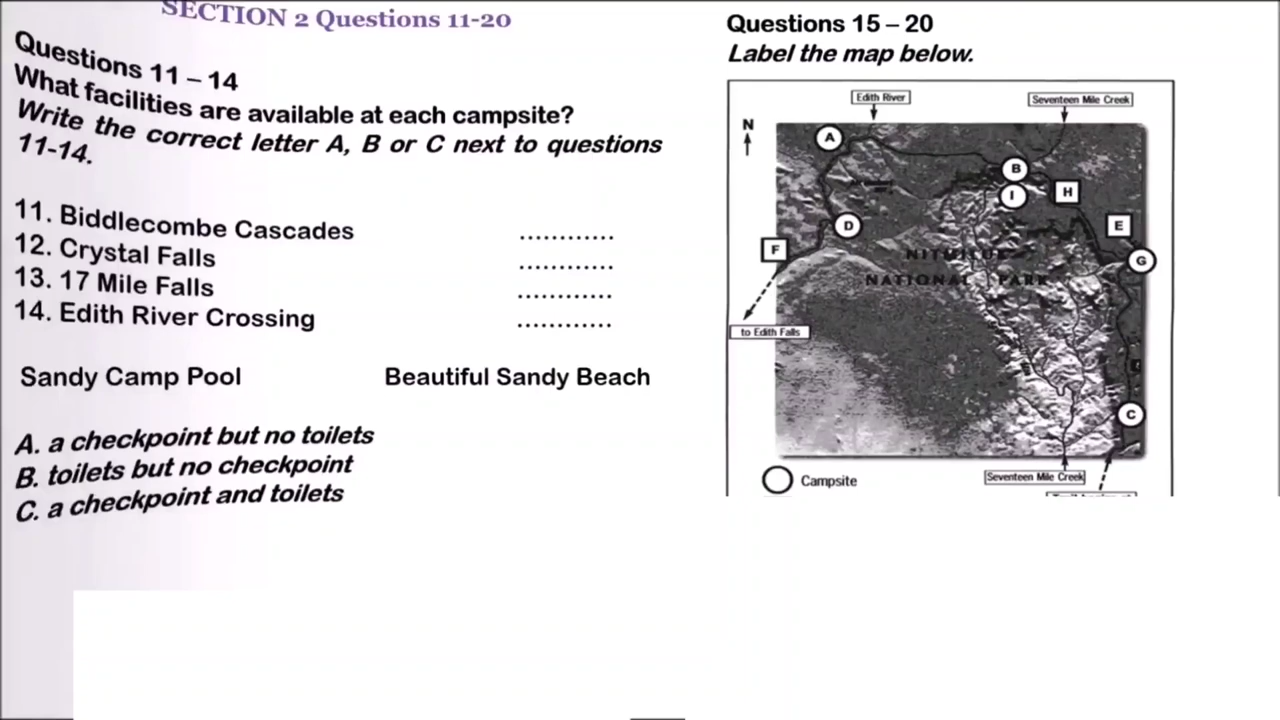 SECTION 2 Questions 11-20
Questions 11 – 14
What facilities are available at each campsite?
Write the correct letter A, B or C next to questions
11-14.
11. Biddlecombe Cascades ............
12. Crystal Falls ............
13. 17 Mile Falls ............
14. Edith River Crossing ............
Sandy Camp Pool Beautiful Sandy Beach
A. a checkpoint but no toilets
B. toilets but no checkpoint
C. a checkpoint and toilets
Questions 15 – 20
Label the map below.
Edith River
Seventeen Mile Creek
N
A
B
I
H
D
E
F
G
NITMILUK
NATIONAL PARK
to Edith Falls
C
Seventeen Mile Creek
Campsite